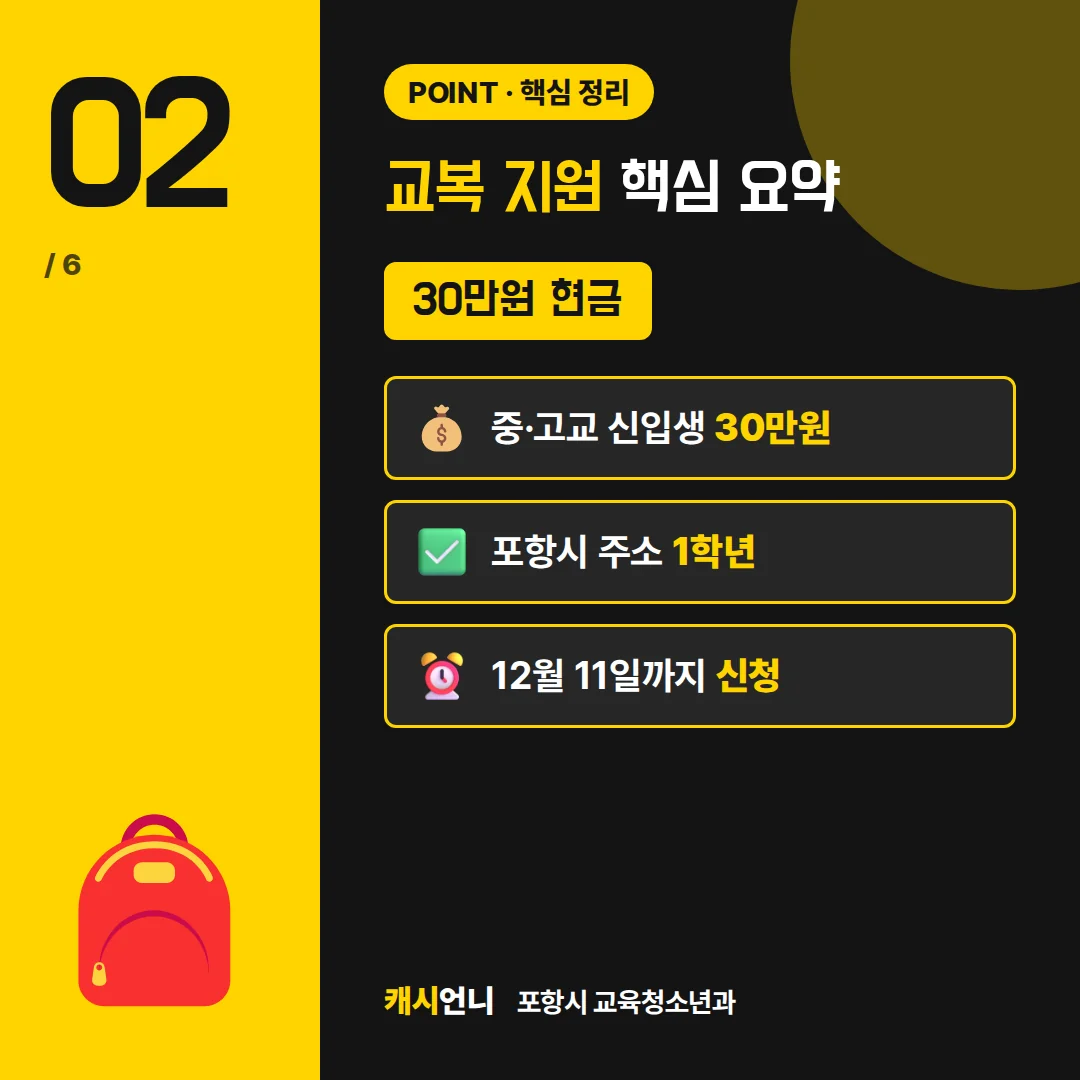 02
/ 6
POINT · 핵심 정리
교복 지원 핵심 요약
30만원 현금
$ 중·고교 신입생 30만원
포항시 주소 1학년
12월 11일까지 신청
캐시언니 포항시 교육청소년과